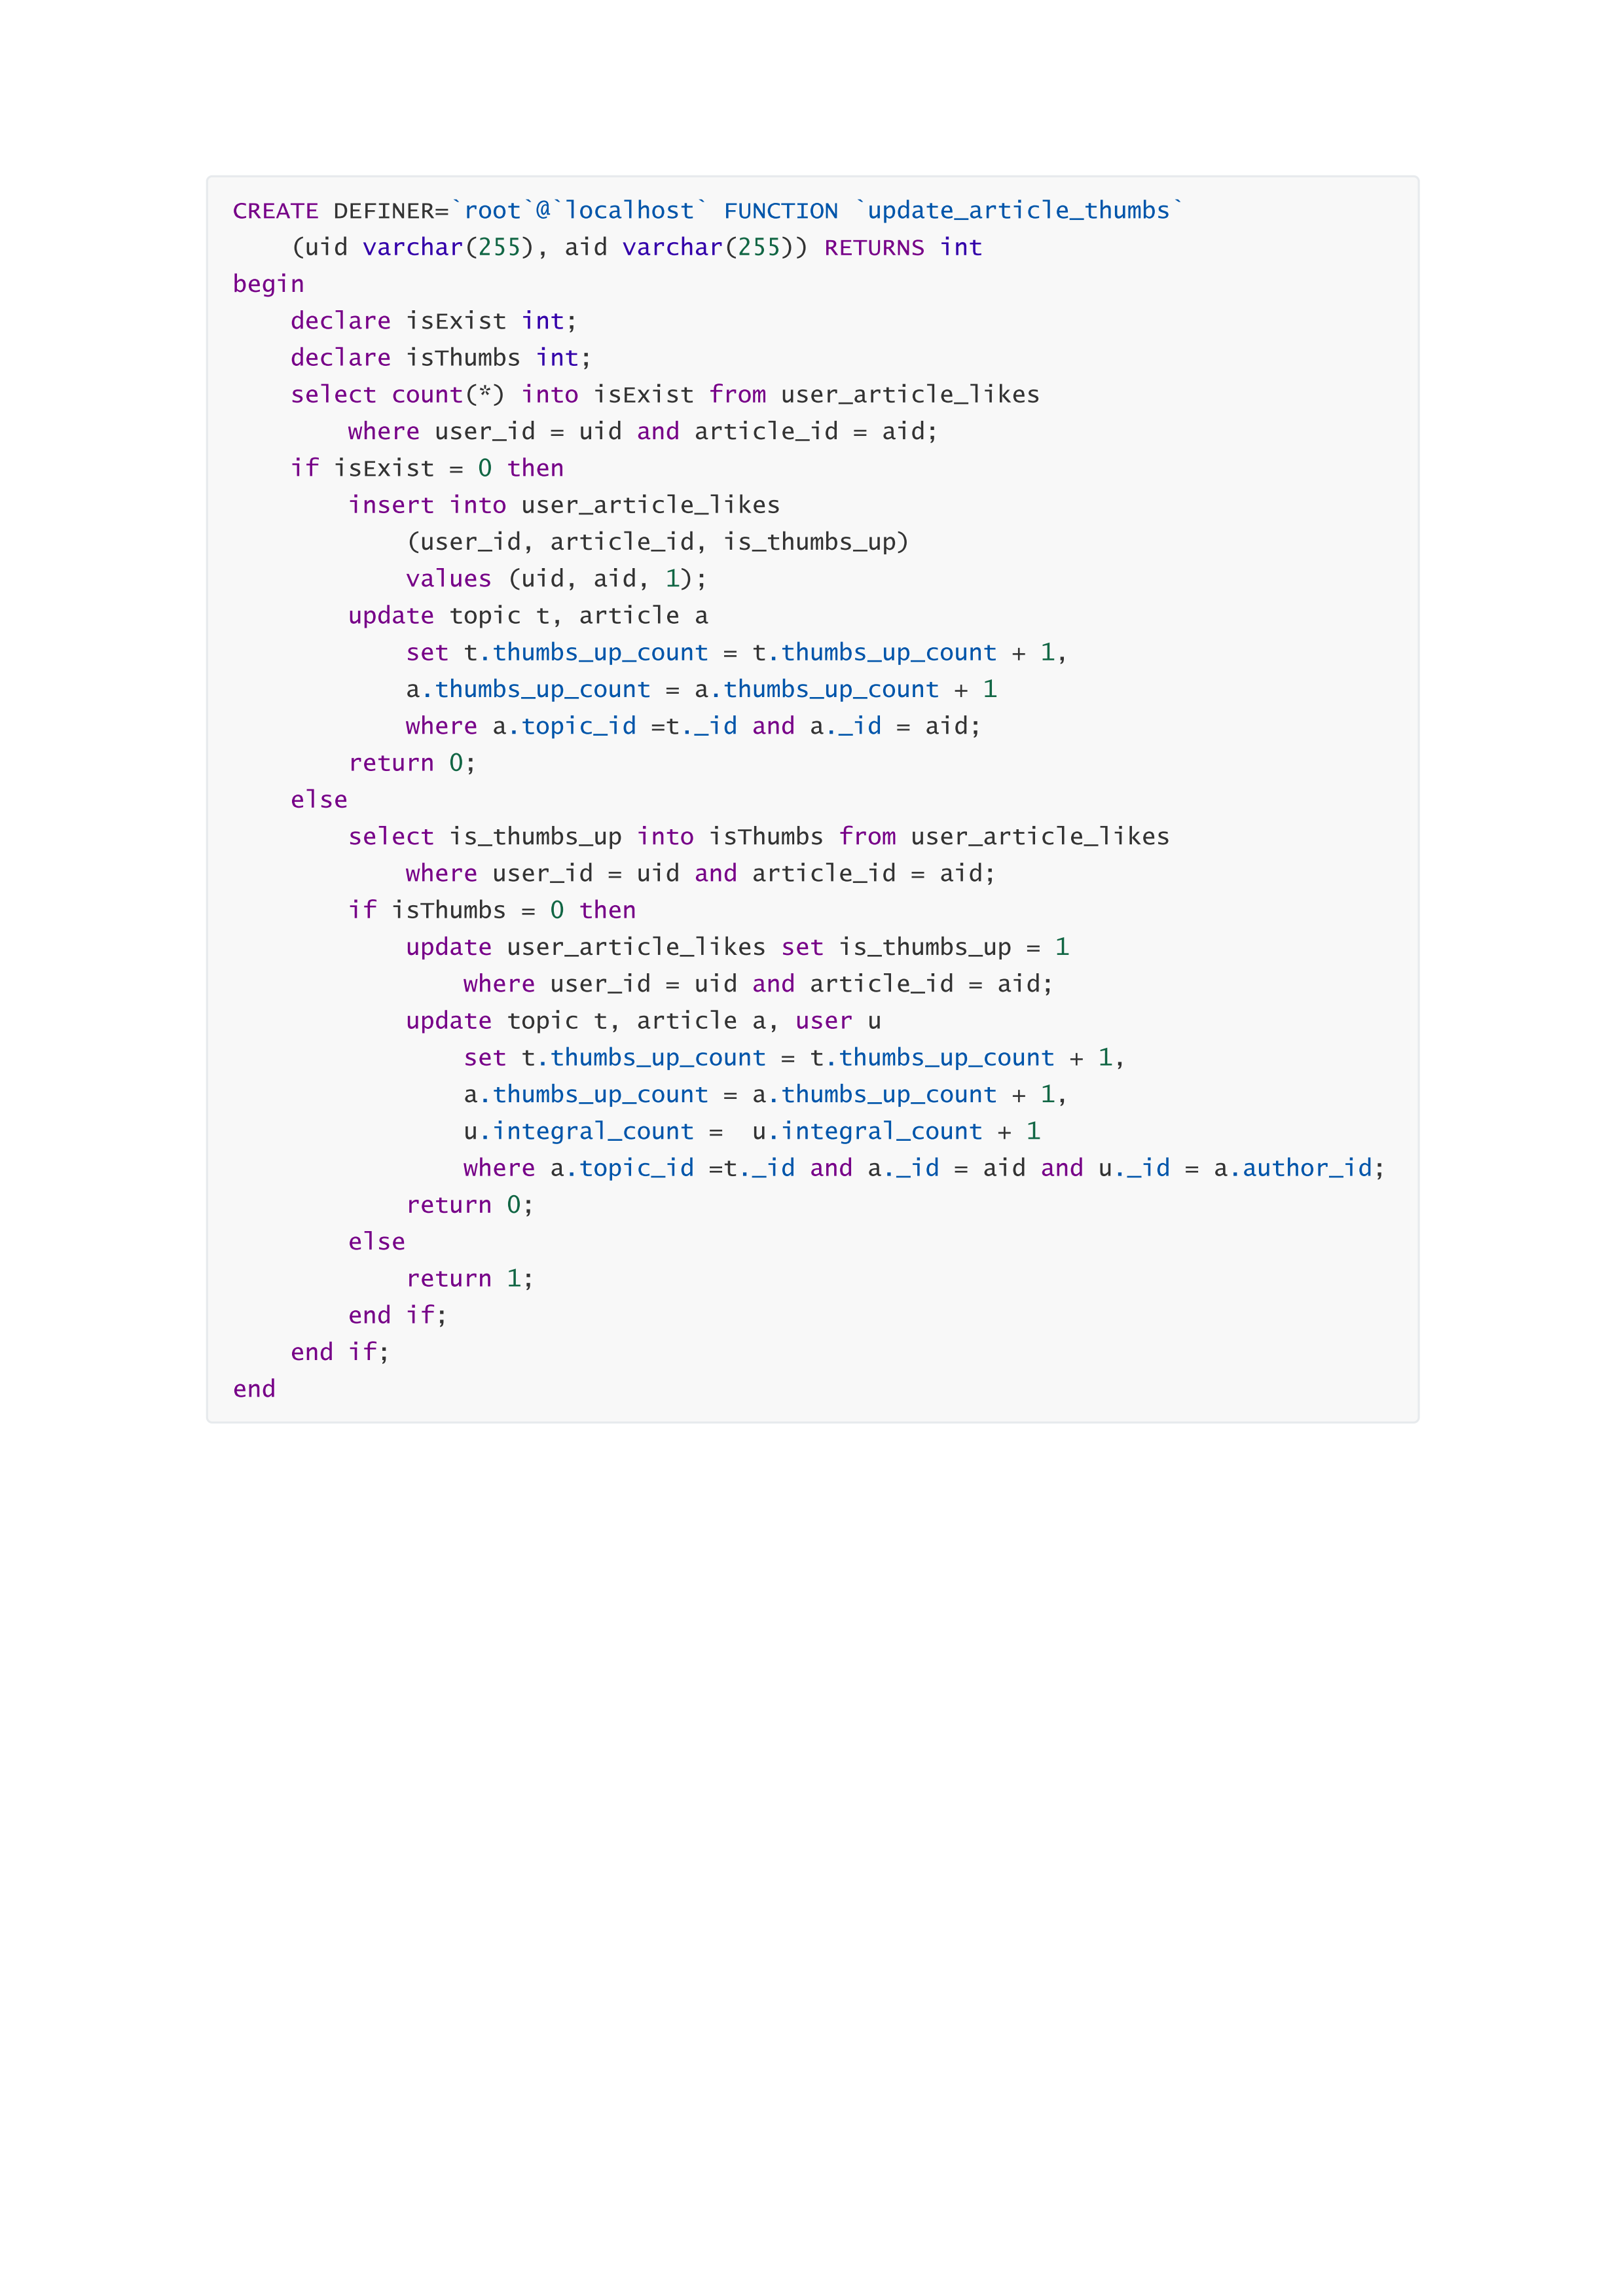 CREATE DEFINER=`root`@`localhost` FUNCTION `update_article_thumbs`
    (uid varchar(255), aid varchar(255)) RETURNS int
begin
    declare isExist int;
    declare isThumbs int;
    select count(*) into isExist from user_article_likes
        where user_id = uid and article_id = aid;
    if isExist = 0 then
        insert into user_article_likes
            (user_id, article_id, is_thumbs_up)
            values (uid, aid, 1);
        update topic t, article a
            set t.thumbs_up_count = t.thumbs_up_count + 1,
            a.thumbs_up_count = a.thumbs_up_count + 1
            where a.topic_id =t._id and a._id = aid;
        return 0;
    else
        select is_thumbs_up into isThumbs from user_article_likes
            where user_id = uid and article_id = aid;
        if isThumbs = 0 then
            update user_article_likes set is_thumbs_up = 1
                where user_id = uid and article_id = aid;
            update topic t, article a, user u
                set t.thumbs_up_count = t.thumbs_up_count + 1,
                a.thumbs_up_count = a.thumbs_up_count + 1,
                u.integral_count =  u.integral_count + 1
                where a.topic_id =t._id and a._id = aid and u._id = a.author_id;
            return 0;
        else
            return 1;
        end if;
    end if;
end